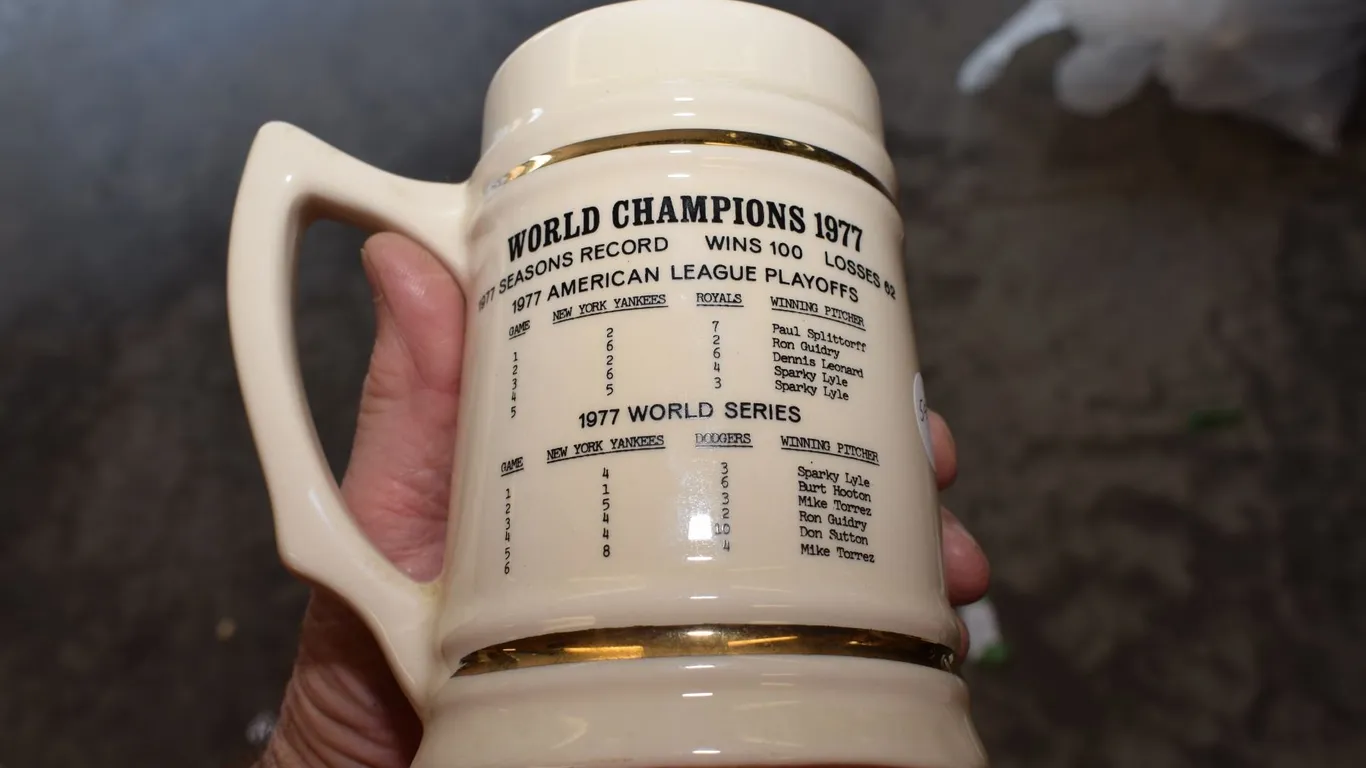 WORLD CHAMPIONS 1977
1977 SEASONS RECORD WINS 100 LOSSES 62
1977 AMERICAN LEAGUE PLAYOFFS
GAME NEW YORK YANKEES ROYALS WINNING PITCHER
1 2 7 Paul Splittorff
2 6 2 Ron Guidry
3 2 6 Dennis Leonard
4 6 4 Sparky Lyle
5 5 3 Sparky Lyle
1977 WORLD SERIES
GAME NEW YORK YANKEES DODGERS WINNING PITCHER
1 4 3 Sparky Lyle
2 1 6 Burt Hooton
3 5 3 Mike Torrez
4 4 2 Ron Guidry
5 4 10 Don Sutton
6 8 4 Mike Torrez